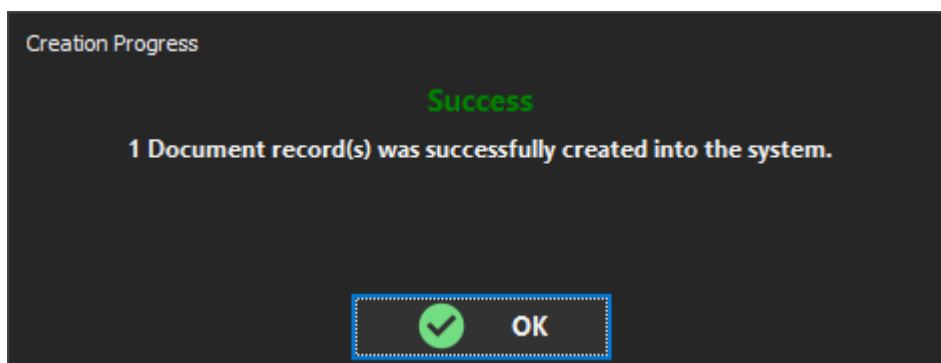 Creation Progress
Success
1 Document record(s) was successfully created into the system.
OK